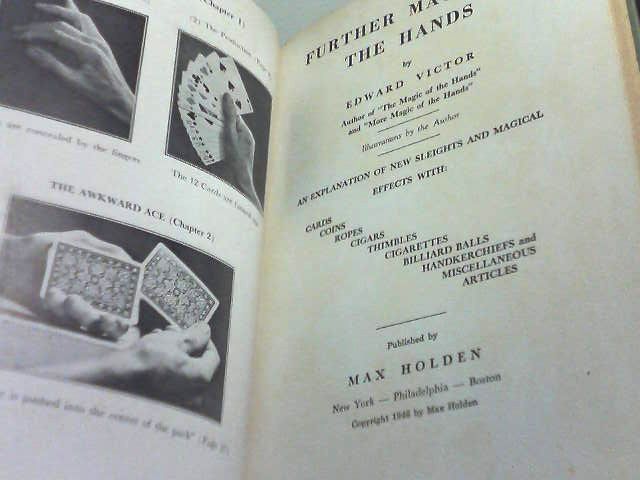 Chapter 1)
(2) The Production
are concealed by the fingers
The 12 Cards are
THE AWKWARD ACE (Chapter 2)
is pushed into the center of the pack"
FURTHER
THE HANDS
by
EDWARD VICTOR
Author of "The Magic of the Hands"
and "More Magic of the Hands"
Illustrations by the Author
AN EXPLANATION OF NEW SLEIGHTS AND MAGICAL
EFFECTS WITH:
CARDS
COINS
ROPES
CIGARS
THIMBLES
CIGARETTES
BILLIARD BALLS
HANDKERCHIEFS and
MISCELLANEOUS
ARTICLES
Published by
MAX HOLDEN
New York — Philadelphia — Boston
Copyright 1946 by Max Holden